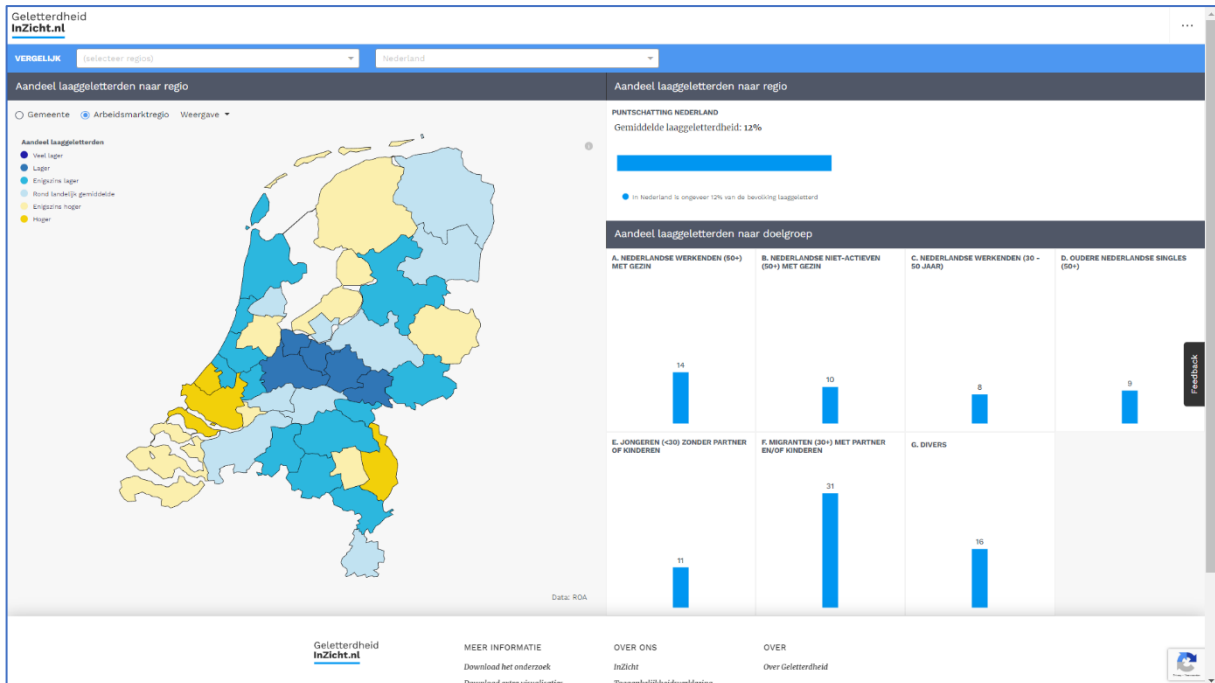 Geletterdheid
InZicht.nl
...
VERGELIJK
(selecteer regios)
Nederland
Aandeel laaggeletterden naar regio
Gemeente
Arbeidsmarktregio
Weergave
Aandeel laaggeletterden
Veel lager
Lager
Enigszins lager
Rond landelijk gemiddelde
Enigszins hoger
Hoger
Data: ROA
Aandeel laaggeletterden naar regio
PUNTSCHATTING NEDERLAND
Gemiddelde laaggeletterdheid: 12%
In Nederland is ongeveer 12% van de bevolking laaggeletterd
Aandeel laaggeletterden naar doelgroep
A. NEDERLANDSE WERKENDEN (50+)
MET GEZIN
14
B. NEDERLANDSE NIET-ACTIEVEN
(50+) MET GEZIN
10
C. NEDERLANDSE WERKENDEN (30 -
50 JAAR)
8
D. OUDERE NEDERLANDSE SINGLES
(50+)
9
E. JONGEREN (<30) ZONDER PARTNER
OF KINDEREN
11
F. MIGRANTEN (30+) MET PARTNER
EN/OF KINDEREN
31
G. DIVERS
16
Feedback
Geletterdheid
InZicht.nl
MEER INFORMATIE
Download het onderzoek
Download extra visualisaties
OVER ONS
InZicht
Toegankelijkheidsverklaring
OVER
Over Geletterdheid